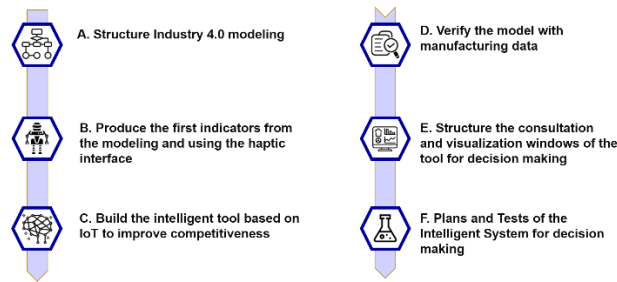 A. Structure Industry 4.0 modeling
B. Produce the first indicators from
the modeling and using the haptic
interface
C. Build the intelligent tool based on
IoT to improve competitiveness
D. Verify the model with
manufacturing data
E. Structure the consultation
and visualization windows of the
tool for decision making
F. Plans and Tests of the
Intelligent System for decision
making